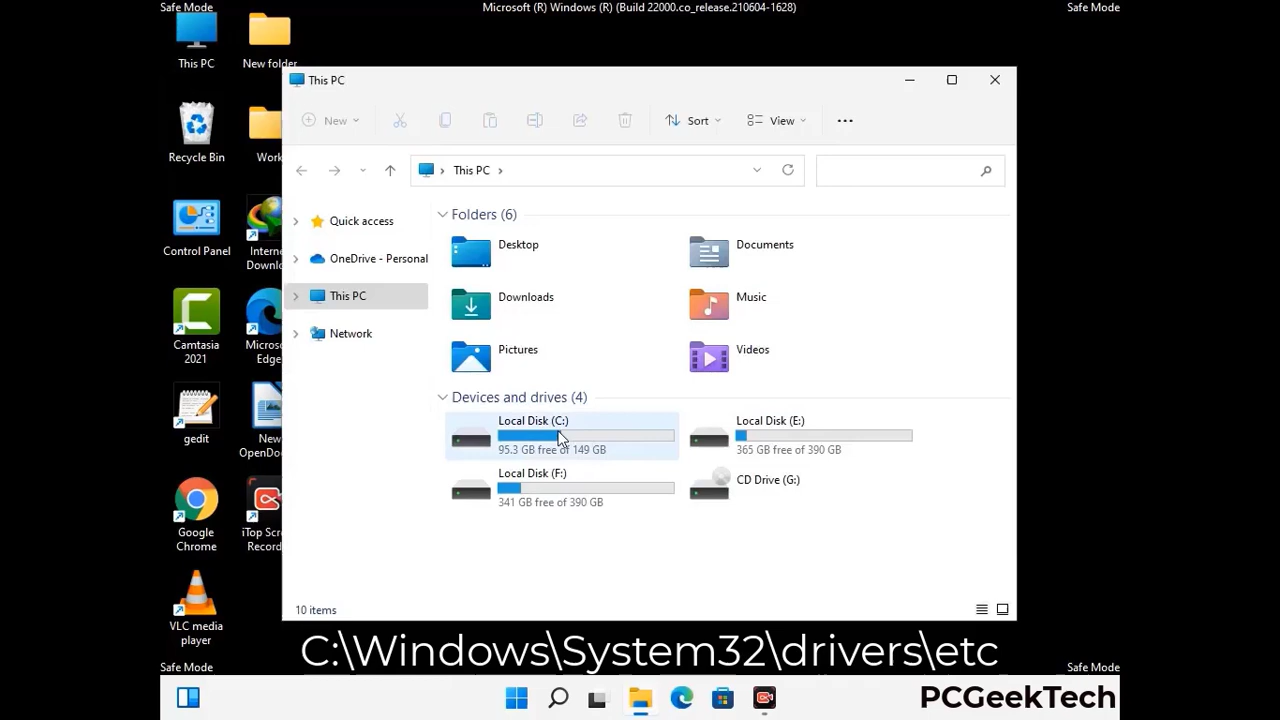 Safe Mode
Microsoft (R) Windows (R) (Build 22000.co_release.210604-1628)
Safe Mode
This PC
New folder
Recycle Bin
Work
Control Panel
Intern
Downlo
Camtasia
2021
Micros
Edge
gedit
New
OpenDo
Google
Chrome
iTop Scr
Record
VLC media
player
This PC
New
Sort
View
This PC
Quick access
OneDrive - Personal
This PC
Network
Folders (6)
Desktop
Documents
Downloads
Music
Pictures
Videos
Devices and drives (4)
Local Disk (C:)
95.3 GB free of 149 GB
Local Disk (E:)
365 GB free of 390 GB
Local Disk (F:)
341 GB free of 390 GB
CD Drive (G:)
10 items
C:\Windows\System32\drivers\etc
Safe Mode
Safe Mode
PCGeekTech